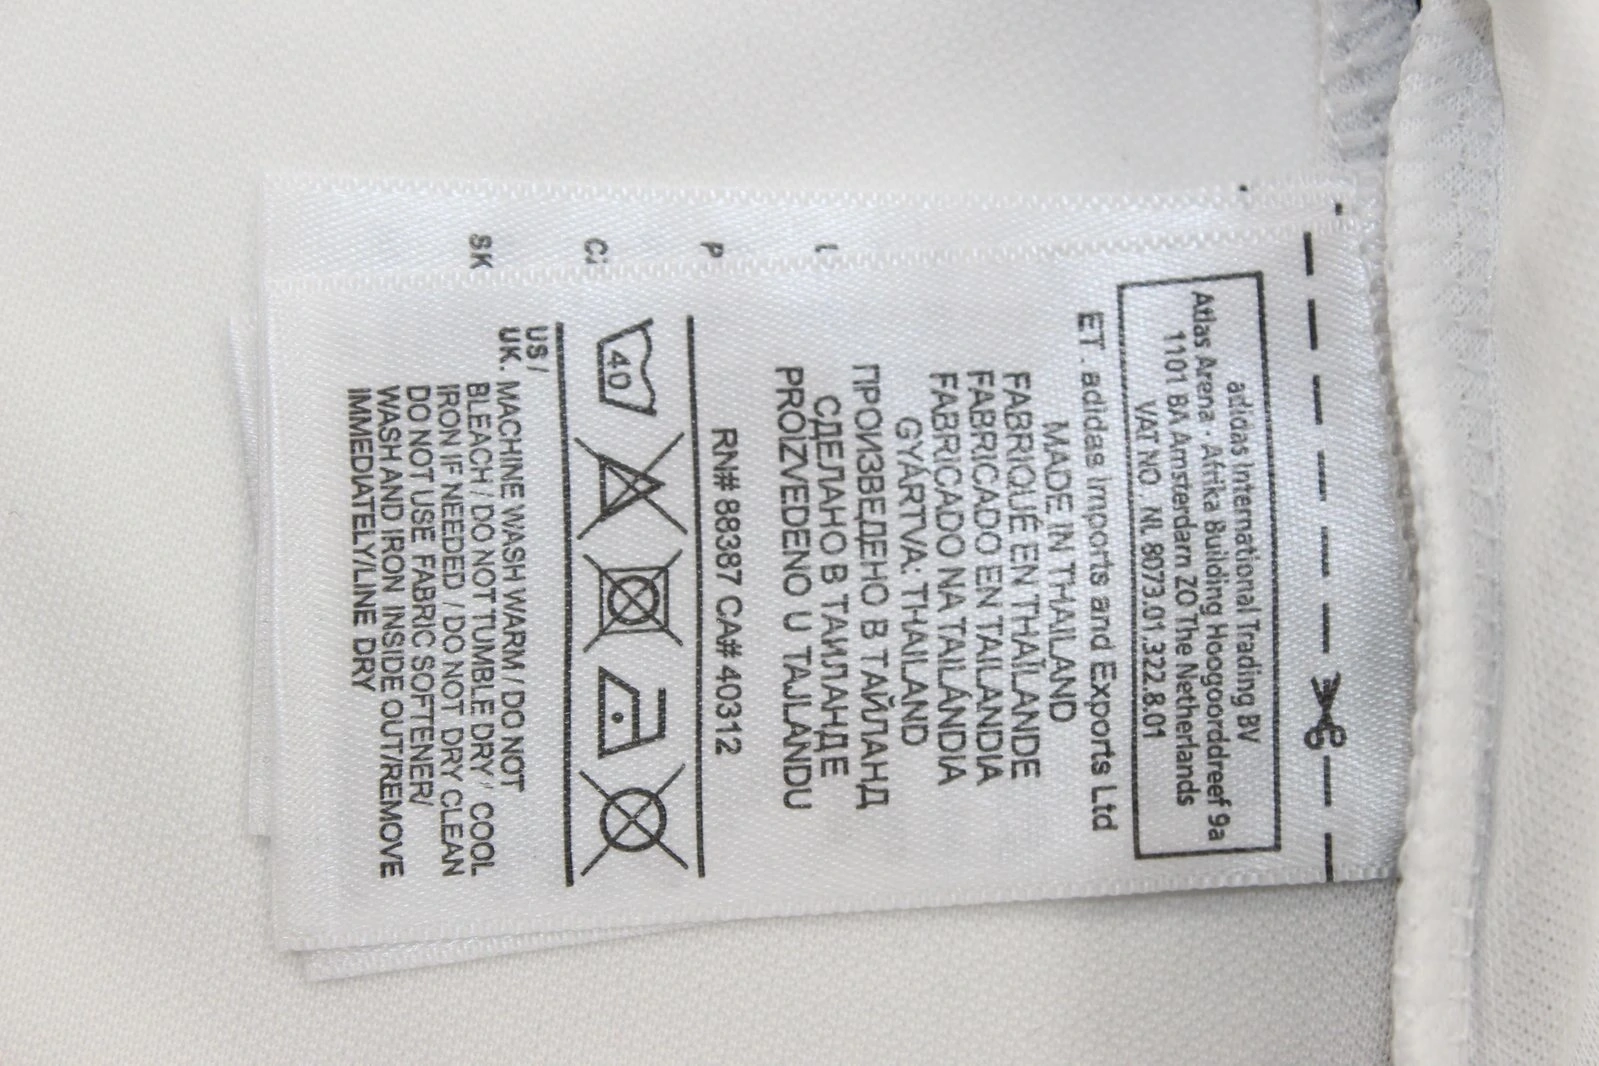 adidas International Trading BV
Atlas Arena - Afrika Building Hoogoorddreef 9a
1101 BA Amsterdam ZO The Netherlands
VAT NO. NL 8073.01.322.8.01
ET. adidas Imports and Exports Ltd
MADE IN THAILAND
FABRIQUÉ EN THAÏLANDE
FABRICADO EN TAILANDIA
FABRICADO NA TAILÂNDIA
GYÁRTVA: THAILAND
ПРОИЗВЕДЕНО В ТАЙЛАНД
СДЕЛАНО В ТАИЛАНДЕ
PROIZVEDENO U TAJLANDU
RN# 88387 CA# 40312
40
US /
UK. MACHINE WASH WARM / DO NOT
BLEACH / DO NOT TUMBLE DRY / COOL
IRON IF NEEDED / DO NOT DRY CLEAN
DO NOT USE FABRIC SOFTENER/
WASH AND IRON INSIDE OUT/REMOVE
IMMEDIATELY/LINE DRY
P
SK